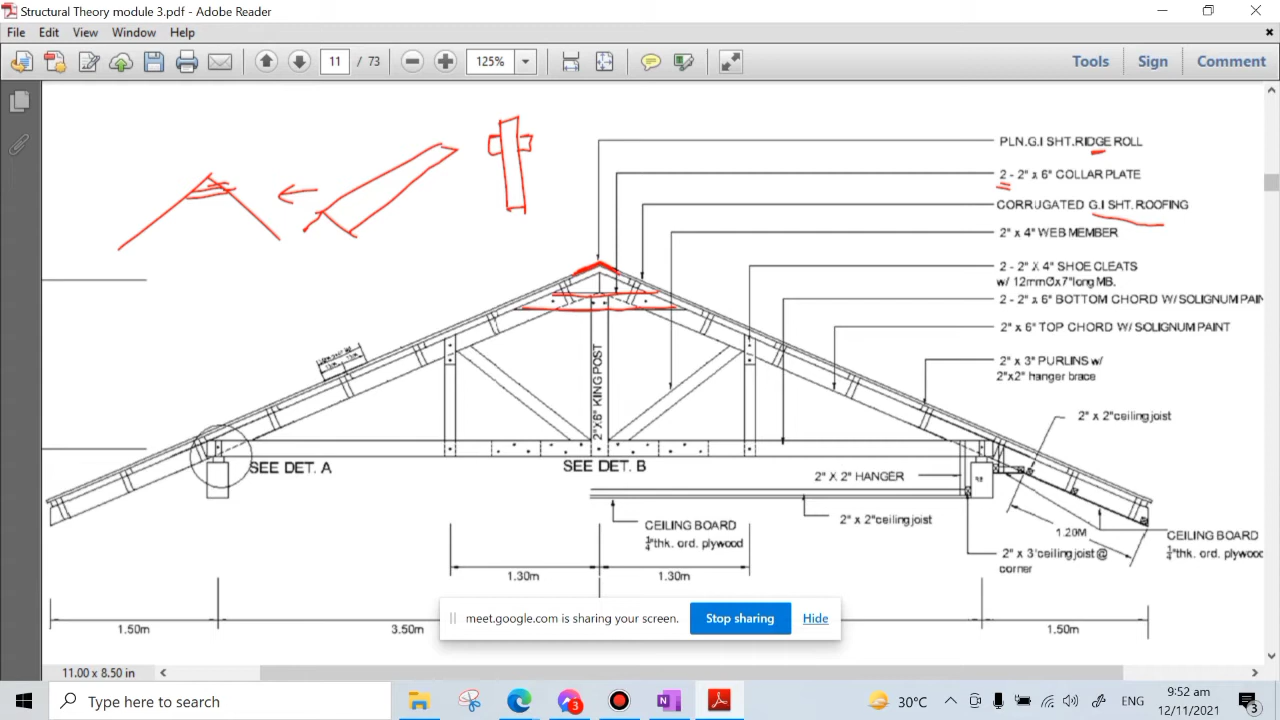 Structural Theory module 3.pdf - Adobe Reader
File Edit View Window Help
11 / 73 125% Tools Sign Comment
PLN.G.I SHT.RIDGE ROLL
2 - 2" x 6" COLLAR PLATE
CORRUGATED G.I SHT. ROOFING
2" x 4" WEB MEMBER
2 - 2" X 4" SHOE CLEATS
w/ 12mmØx7"long MB.
2 - 2" x 6" BOTTOM CHORD W/ SOLIGNUM PAIN
2" x 6" TOP CHORD W/ SOLIGNUM PAINT
2" x 3" PURLINS w/
2"x2" hanger brace
2" x 2"ceiling joist
2"X6" KING POST
SEE DET. A
SEE DET. B
2" X 2" HANGER
CEILING BOARD
1/4"thk. ord. plywood
2" x 2"ceiling joist
1.20M
CEILING BOARD
1/4"thk. ord. plywood
2" x 3"ceiling joist @
corner
1.30m 1.30m
1.50m 3.50m 1.50m
meet.google.com is sharing your screen. Stop sharing Hide
11.00 x 8.50 in
Type here to search
3
30°C
ENG
9:52 am
12/11/2021
3